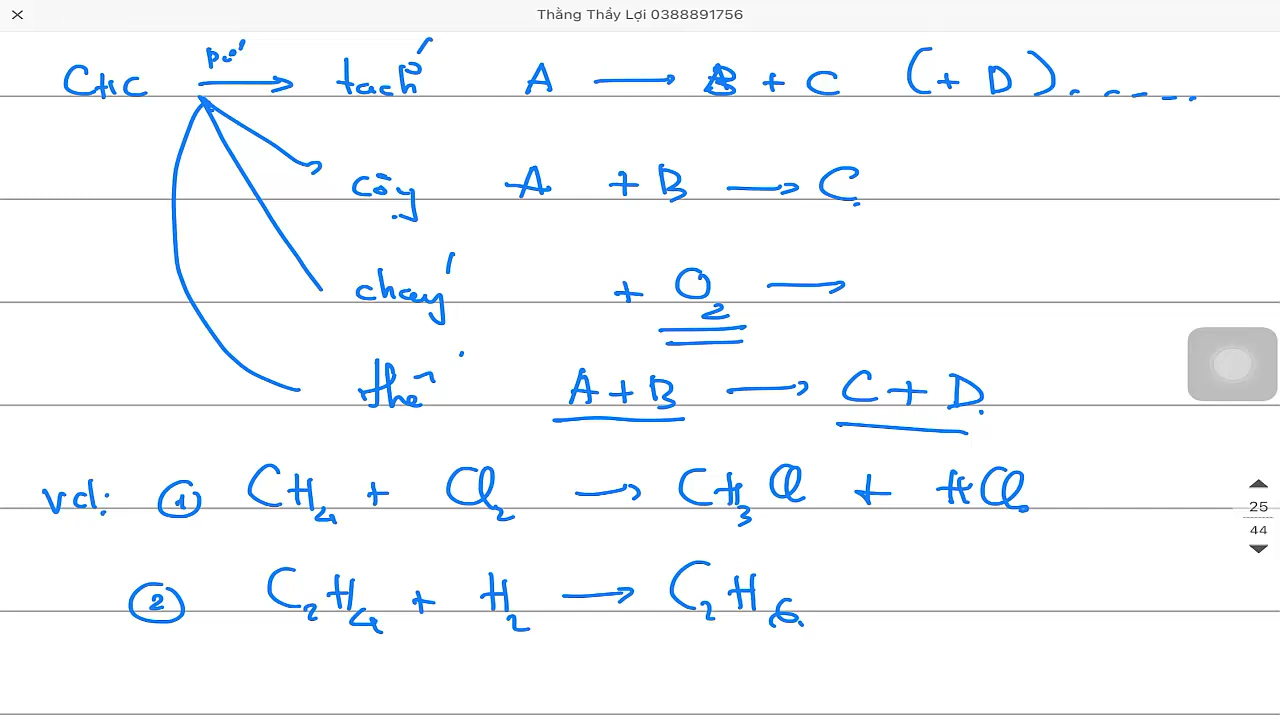 Thằng Thầy Lợi 0388891756
CHC pứ → tách A → B + C (+ D).....
cộng A + B → C
cháy + O₂ →
thế A + B → C + D
Vd: ① CH₄ + Cl₂ → CH₃Cl + HCl
② C₂H₄ + H₂ → C₂H₆
25
44